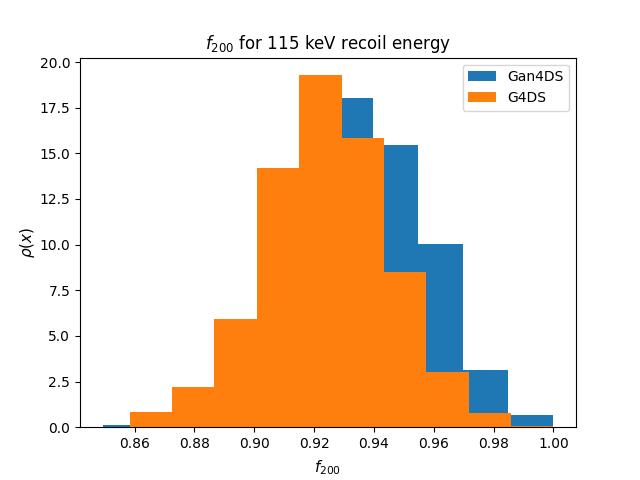 f₂₀₀ for 115 keV recoil energy
Gan4DS
G4DS
ρ(x)
20.0
17.5
15.0
12.5
10.0
7.5
5.0
2.5
0.0
0.86 0.88 0.90 0.92 0.94 0.96 0.98 1.00
f₂₀₀